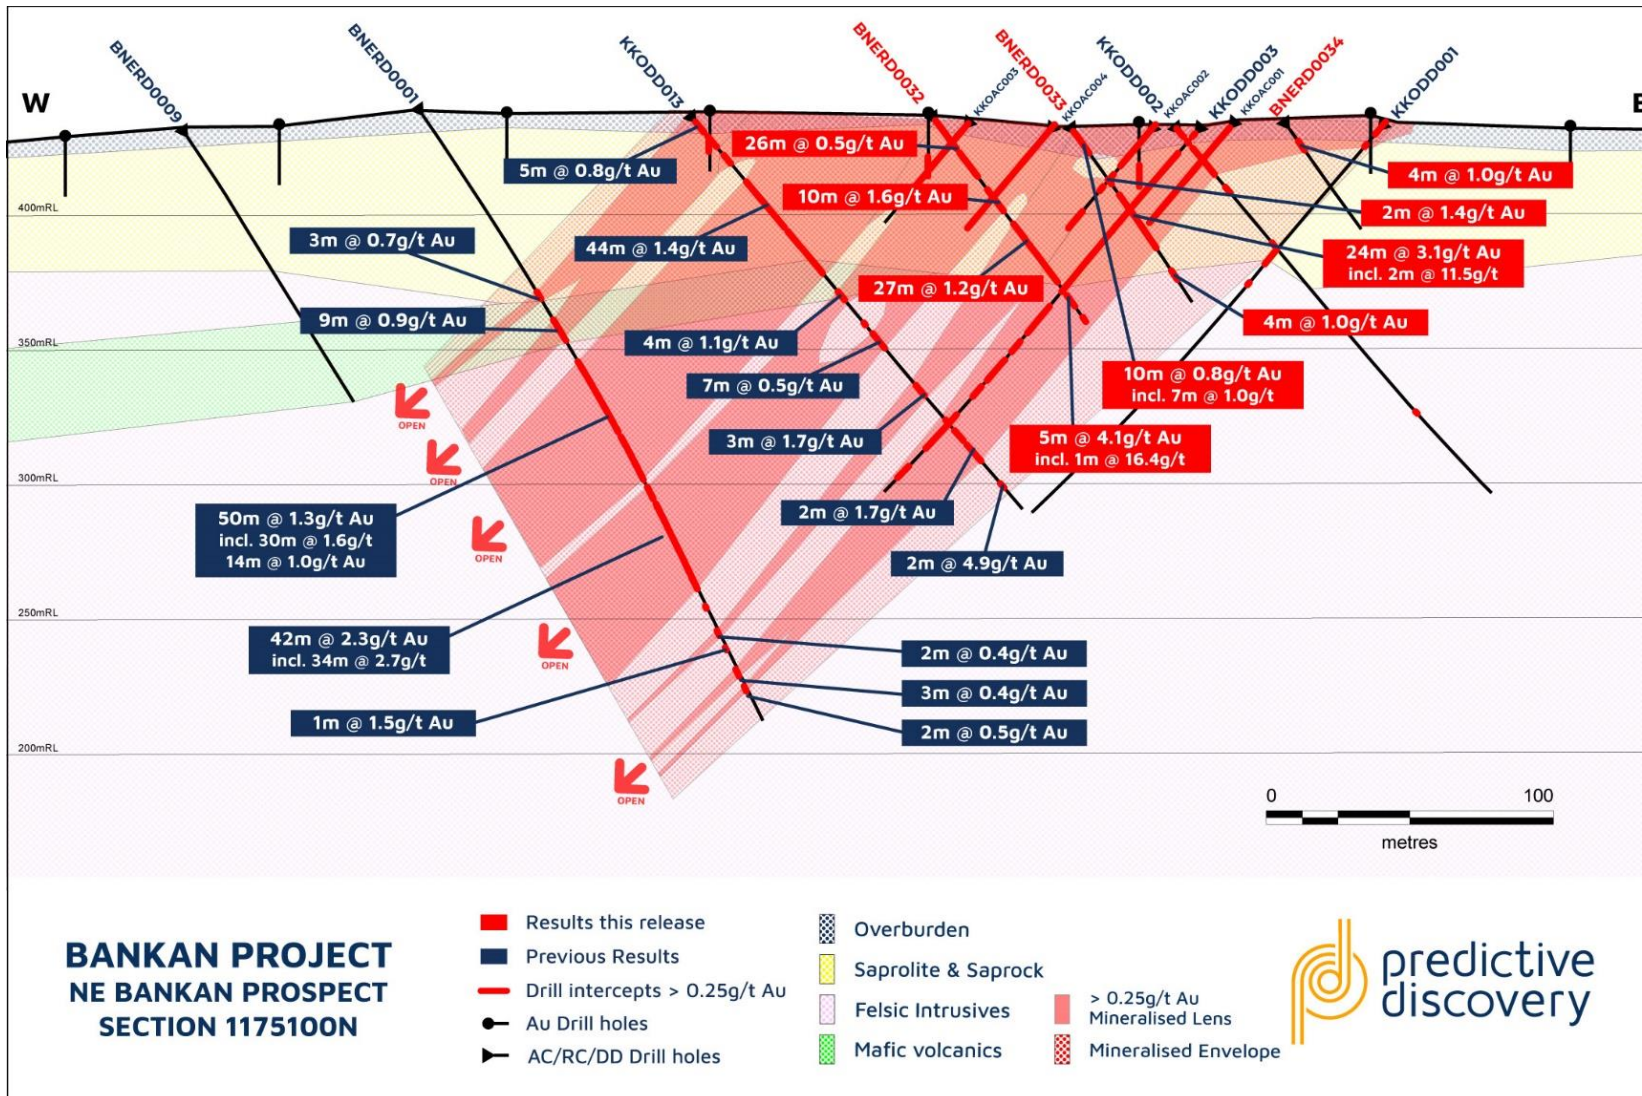 W
BNERD0009
BNERD0001
KKODD013
BNERD0032
KKOAC003
BNERD0033
KKOAC004
KKODD002
KKOAC002
KKODD003
KKOAC001
BNERD0034
KKODD001
E
5m @ 0.8g/t Au
26m @ 0.5g/t Au
4m @ 1.0g/t Au
10m @ 1.6g/t Au
2m @ 1.4g/t Au
400mRL
3m @ 0.7g/t Au
44m @ 1.4g/t Au
24m @ 3.1g/t Au
incl. 2m @ 11.5g/t
27m @ 1.2g/t Au
9m @ 0.9g/t Au
4m @ 1.0g/t Au
4m @ 1.1g/t Au
350mRL
7m @ 0.5g/t Au
10m @ 0.8g/t Au
incl. 7m @ 1.0g/t
OPEN
3m @ 1.7g/t Au
5m @ 4.1g/t Au
incl. 1m @ 16.4g/t
OPEN
300mRL
50m @ 1.3g/t Au
incl. 30m @ 1.6g/t
14m @ 1.0g/t Au
2m @ 1.7g/t Au
OPEN
2m @ 4.9g/t Au
250mRL
42m @ 2.3g/t Au
incl. 34m @ 2.7g/t
OPEN
2m @ 0.4g/t Au
3m @ 0.4g/t Au
1m @ 1.5g/t Au
2m @ 0.5g/t Au
200mRL
OPEN
0 100
metres
BANKAN PROJECT
NE BANKAN PROSPECT
SECTION 1175100N
Results this release
Previous Results
Drill intercepts > 0.25g/t Au
Au Drill holes
AC/RC/DD Drill holes
Overburden
Saprolite & Saprock
Felsic Intrusives
Mafic volcanics
> 0.25g/t Au
Mineralised Lens
Mineralised Envelope
predictive
discovery